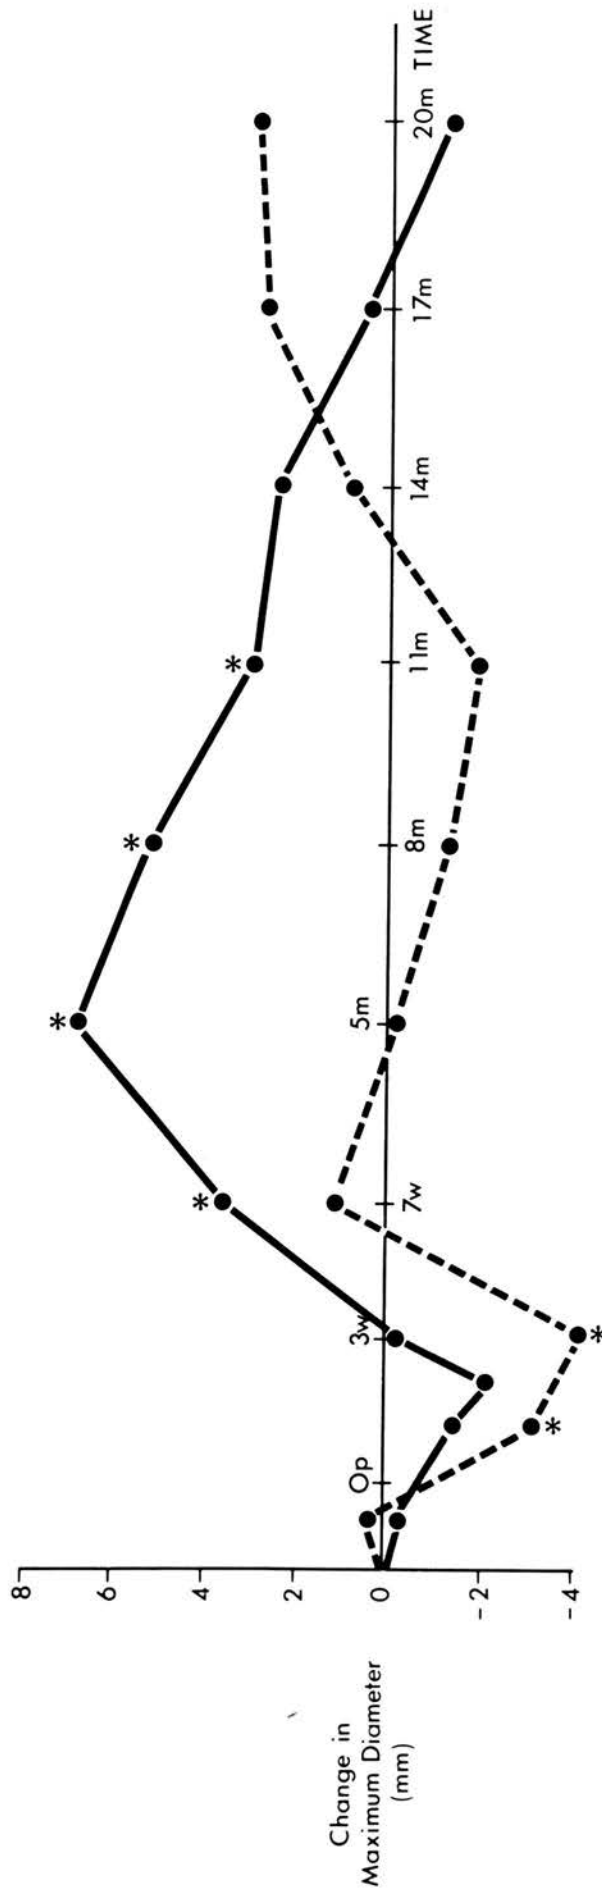 8
6
4
2
0
-2
-4
Change in
Maximum Diameter
(mm)
Op
3w
7w
5m
8m
11m
14m
17m
20m
TIME
*
*
*
*
*
*